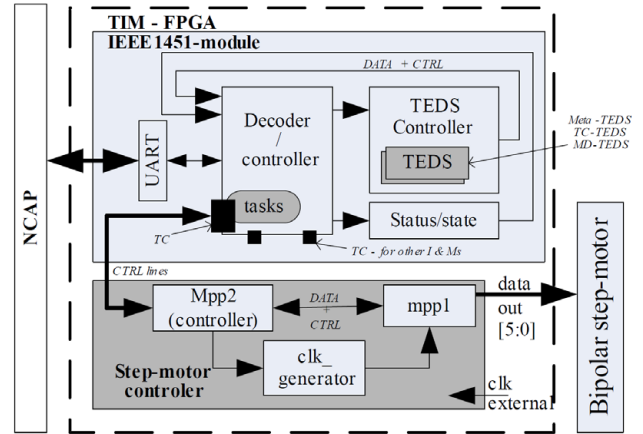 TIM - FPGA
IEEE1451-module
DATA + CTRL
Decoder
/
controller
TEDS
Controller
TEDS
Meta -TEDS
TC-TEDS
MD-TEDS
UART
NCAP
tasks
Status/state
TC
TC - for other I & Ms
CTRL lines
Mpp2
(controller)
DATA
+
CTRL
mpp1
data
out
[5:0]
Bipolar step-motor
clk_
generator
Step-motor
controler
clk
external